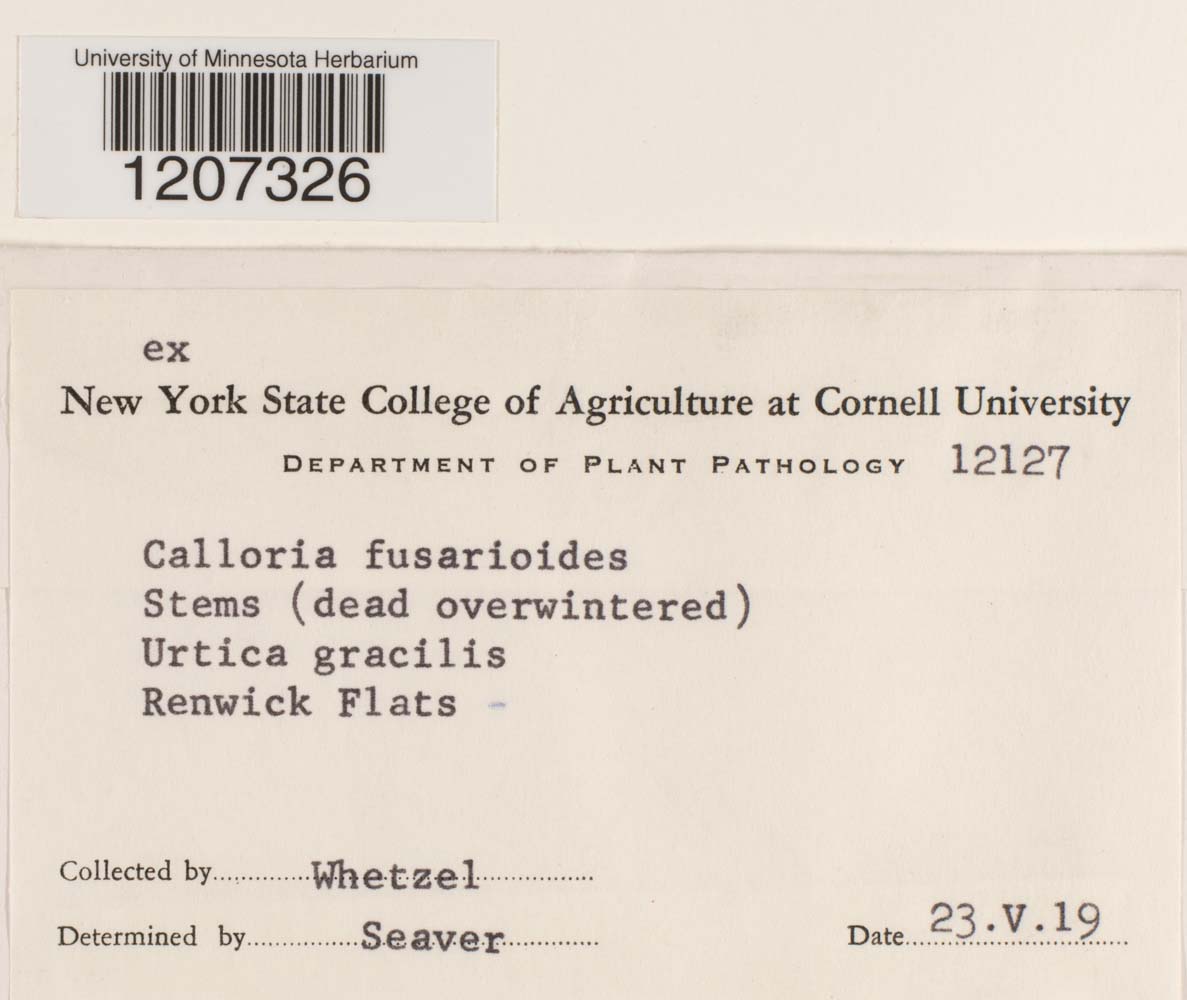 University of Minnesota Herbarium
1207326
ex
New York State College of Agriculture at Cornell University
DEPARTMENT OF PLANT PATHOLOGY 12127
Calloria fusarioides
Stems (dead overwintered)
Urtica gracilis
Renwick Flats -
Collected by.............Whetzel................
Determined by...............Seaver............
Date...23.V.19...